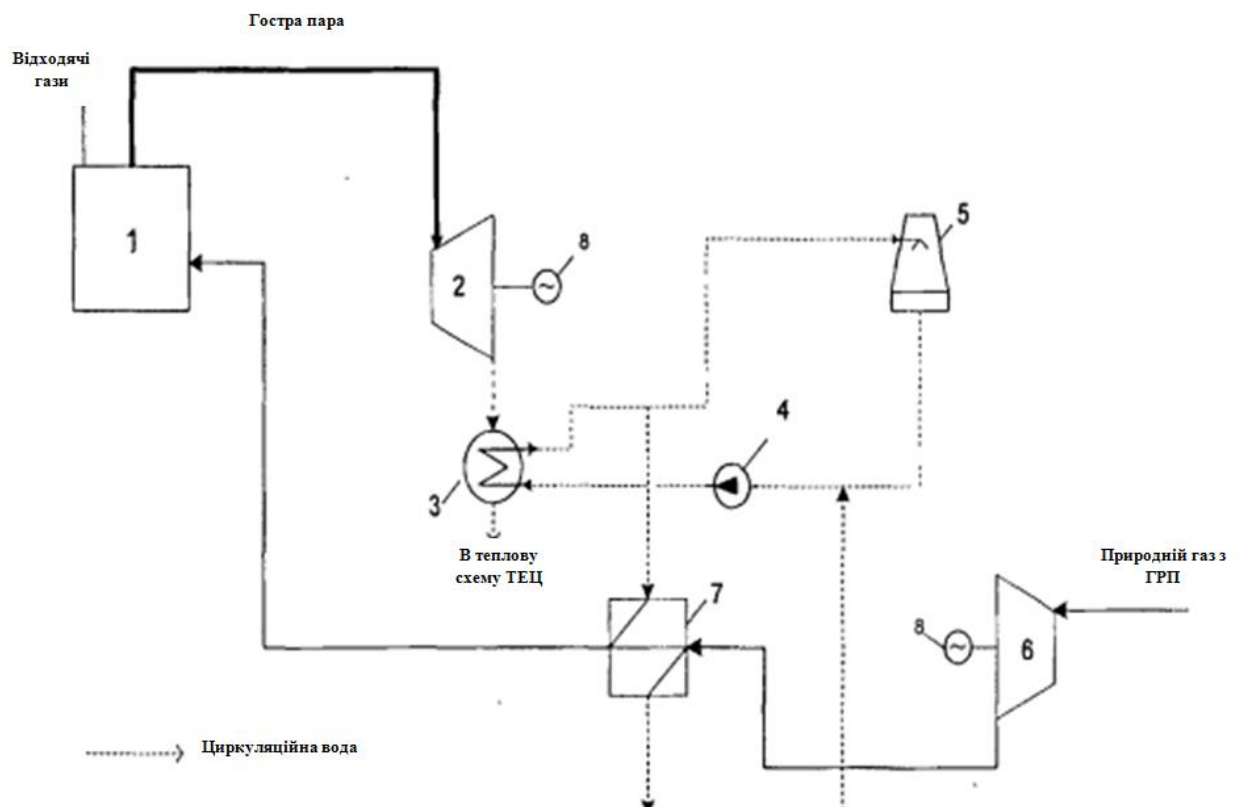 Гостра пара
Відходячі
гази
1
2
8
5
3
4
В теплову
схему ТЕЦ
Природній газ з
ГРП
7
8
6
Циркуляційна вода